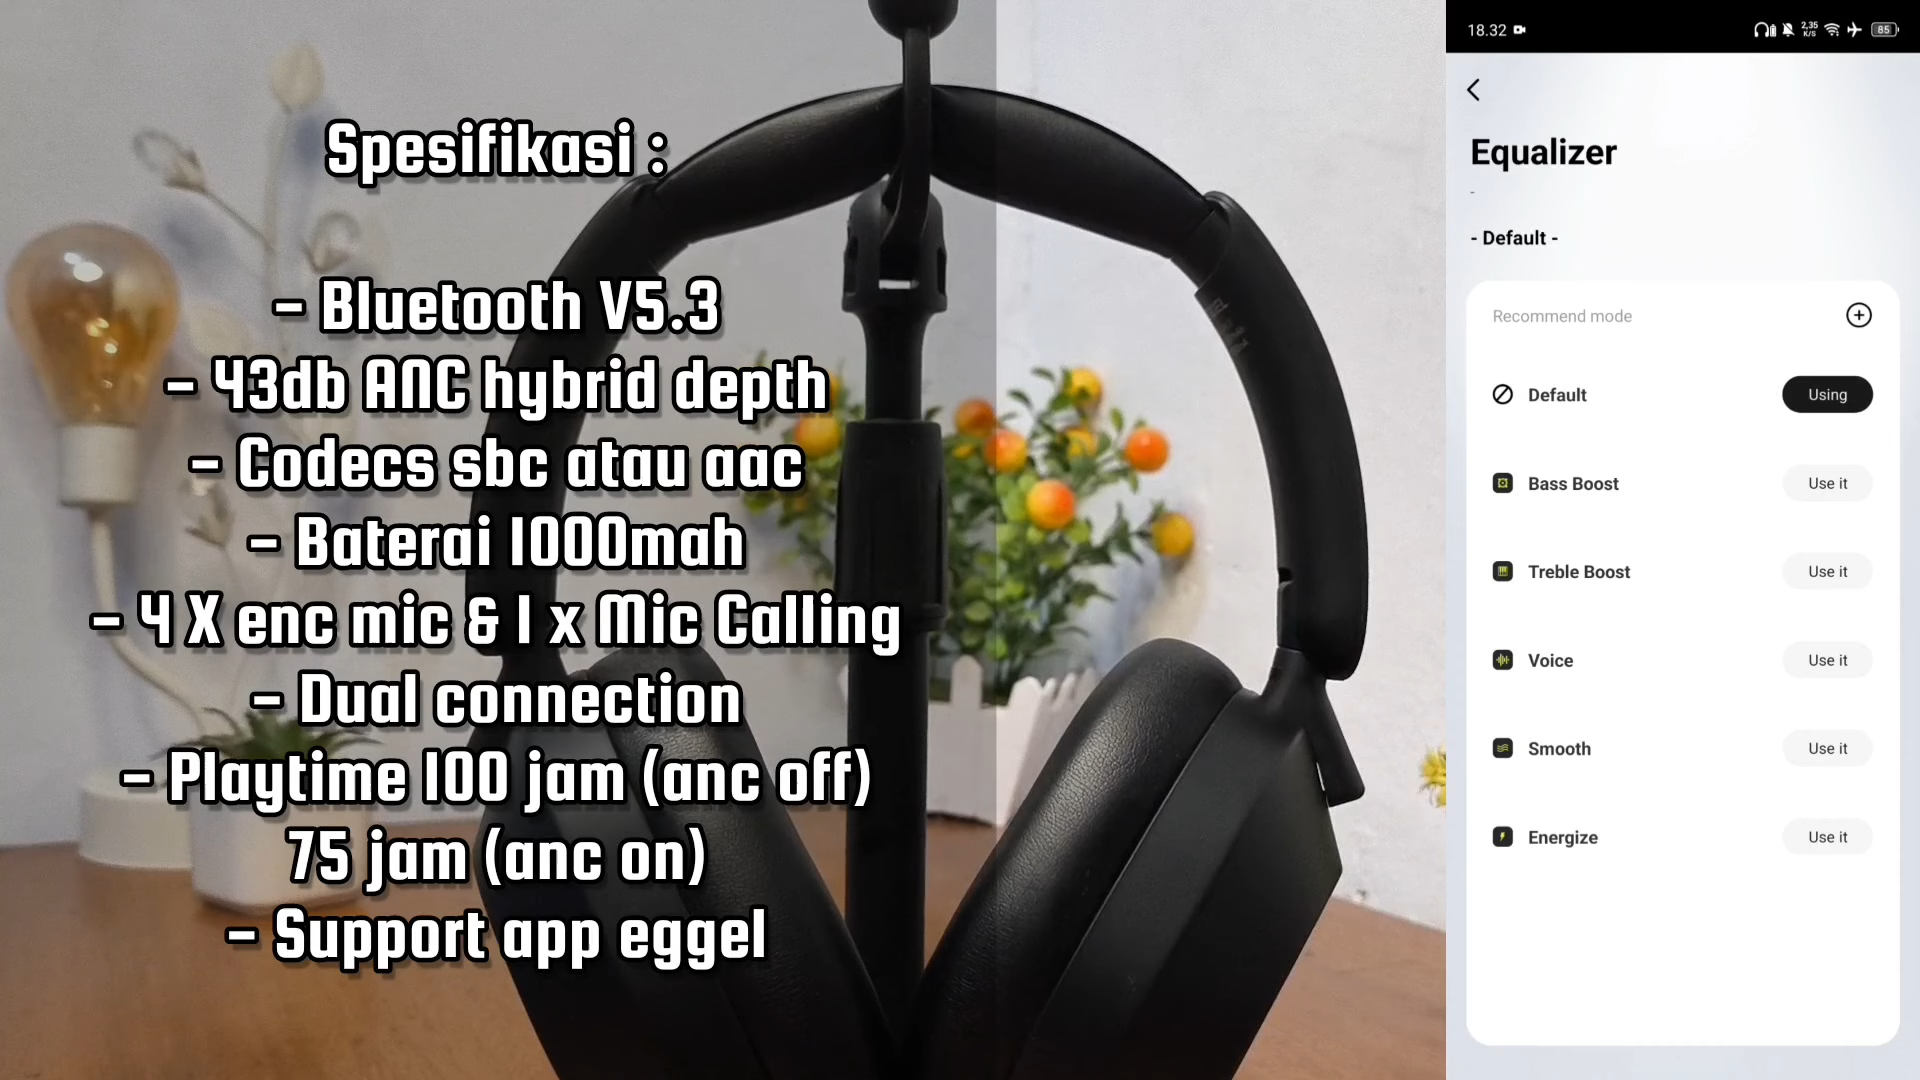 Spesifikasi :
- Bluetooth V5.3
- 43db ANC hybrid depth
- Codecs sbc atau aac
- Baterai 1000mah
- 4 X enc mic & 1 x Mic Calling
- Dual connection
- Playtime 100 jam (anc off)
75 jam (anc on)
- Support app eggel
18.32
2,35
K/S
85
Equalizer
-
- Default -
Recommend mode
Default
Using
Bass Boost
Use it
Treble Boost
Use it
Voice
Use it
Smooth
Use it
Energize
Use it